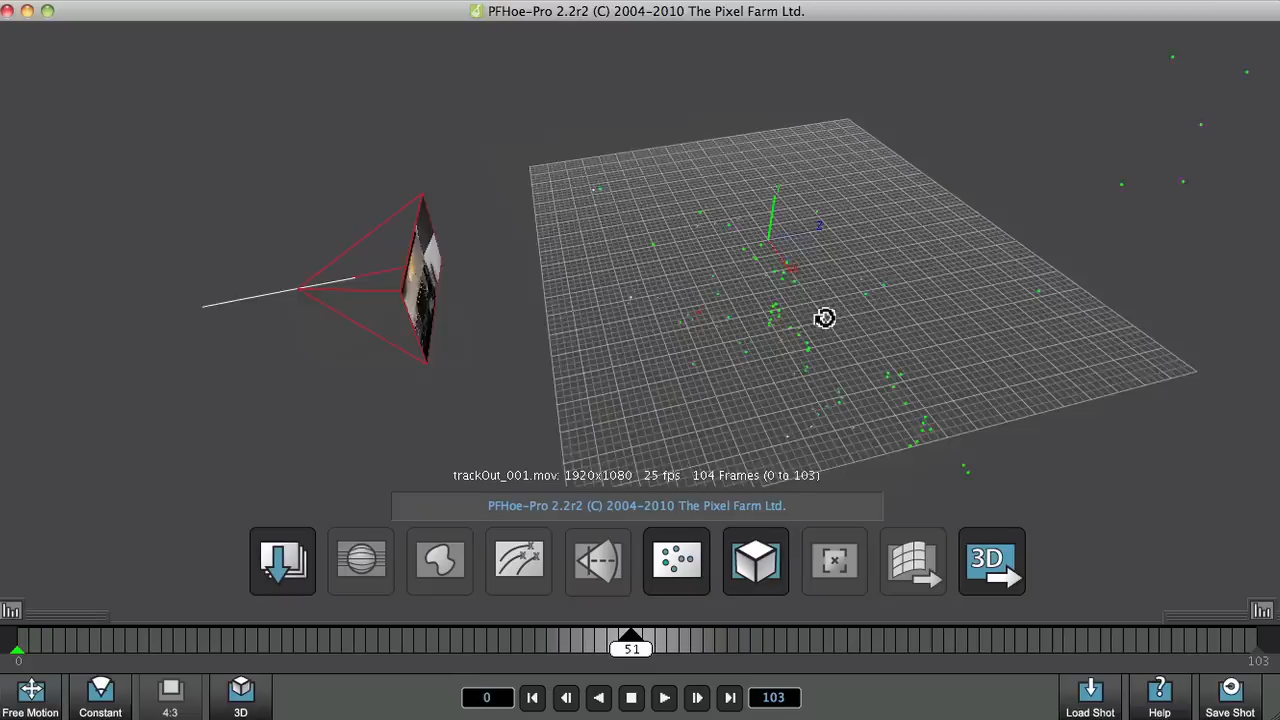 PFHoe-Pro 2.2r2 (C) 2004-2010 The Pixel Farm Ltd.
Z
trackOut_001.mov: 1920x1080 25 fps 104 Frames (0 to 103)
PFHoe-Pro 2.2r2 (C) 2004-2010 The Pixel Farm Ltd.
3D
51
0
103
0
103
Free Motion
Constant
4:3
3D
Load Shot
Help
Save Shot